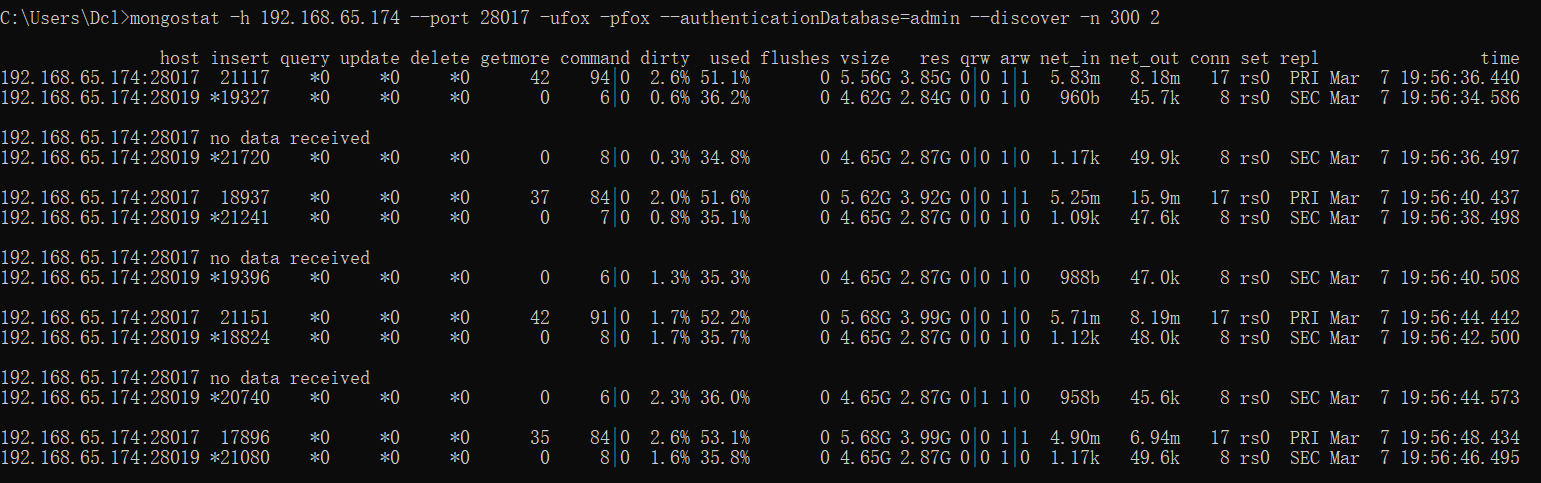 C:\Users\Dcl>mongostat -h 192.168.65.174 --port 28017 -ufox -pfox --authenticationDatabase=admin --discover -n 300 2
host insert query update delete getmore command dirty used flushes vsize res qrw arw net_in net_out conn set repl time
192.168.65.174:28017 21117 *0 *0 *0 42 94|0 2.6% 51.1% 0 5.56G 3.85G 0|0 1|1 5.83m 8.18m 17 rs0 PRI Mar 7 19:56:36.440
192.168.65.174:28019 *19327 *0 *0 *0 0 6|0 0.6% 36.2% 0 4.62G 2.84G 0|0 1|0 960b 45.7k 8 rs0 SEC Mar 7 19:56:34.586
192.168.65.174:28017 no data received
192.168.65.174:28019 *21720 *0 *0 *0 0 8|0 0.3% 34.8% 0 4.65G 2.87G 0|0 1|0 1.17k 49.9k 8 rs0 SEC Mar 7 19:56:36.497
192.168.65.174:28017 18937 *0 *0 *0 37 84|0 2.0% 51.6% 0 5.62G 3.92G 0|0 1|1 5.25m 15.9m 17 rs0 PRI Mar 7 19:56:40.437
192.168.65.174:28019 *21241 *0 *0 *0 0 7|0 0.8% 35.1% 0 4.65G 2.87G 0|0 1|0 1.09k 47.6k 8 rs0 SEC Mar 7 19:56:38.498
192.168.65.174:28017 no data received
192.168.65.174:28019 *19396 *0 *0 *0 0 6|0 1.3% 35.3% 0 4.65G 2.87G 0|0 1|0 988b 47.0k 8 rs0 SEC Mar 7 19:56:40.508
192.168.65.174:28017 21151 *0 *0 *0 42 91|0 1.7% 52.2% 0 5.68G 3.99G 0|0 1|1 5.71m 8.19m 17 rs0 PRI Mar 7 19:56:44.442
192.168.65.174:28019 *18824 *0 *0 *0 0 8|0 1.7% 35.7% 0 4.65G 2.87G 0|0 1|0 1.12k 48.0k 8 rs0 SEC Mar 7 19:56:42.500
192.168.65.174:28017 no data received
192.168.65.174:28019 *20740 *0 *0 *0 0 6|0 2.3% 36.0% 0 4.65G 2.87G 0|1 1|0 958b 45.6k 8 rs0 SEC Mar 7 19:56:44.573
192.168.65.174:28017 17896 *0 *0 *0 35 84|0 2.6% 53.1% 0 5.68G 3.99G 0|0 1|1 4.90m 6.94m 17 rs0 PRI Mar 7 19:56:48.434
192.168.65.174:28019 *21080 *0 *0 *0 0 8|0 1.6% 35.8% 0 4.65G 2.87G 0|0 1|0 1.17k 49.6k 8 rs0 SEC Mar 7 19:56:46.495